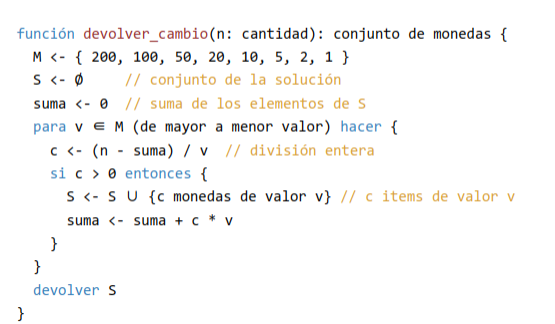 función devolver_cambio(n: cantidad): conjunto de monedas {
M <- { 200, 100, 50, 20, 10, 5, 2, 1 }
S <- ∅ // conjunto de la solución
suma <- 0 // suma de los elementos de S
para v ∈ M (de mayor a menor valor) hacer {
c <- (n - suma) / v // división entera
si c > 0 entonces {
S <- S ∪ {c monedas de valor v} // c items de valor v
suma <- suma + c * v
}
}
devolver S
}